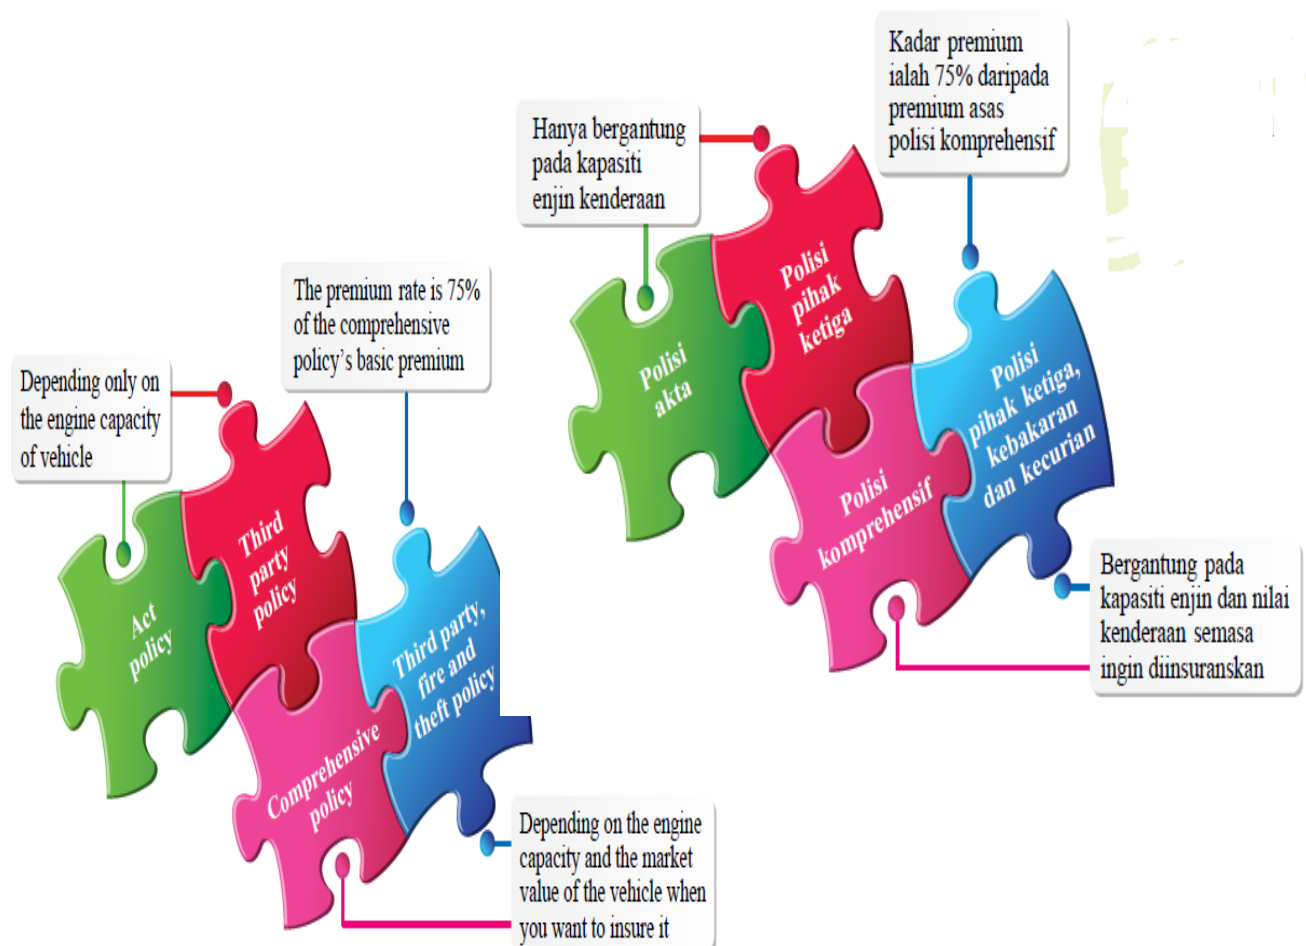 Depending only on
the engine capacity
of vehicle
The premium rate is 75%
of the comprehensive
policy's basic premium
Act
policy
Third
party
policy
Comprehensive
policy
Third party,
fire and
theft policy
Depending on the engine
capacity and the market
value of the vehicle when
you want to insure it
Hanya bergantung
pada kapasiti
enjin kenderaan
Kadar premium
ialah 75% daripada
premium asas
polisi komprehensif
Polisi
akta
Polisi
pihak
ketiga
Polisi
komprehensif
Polisi
pihak ketiga,
kebakaran
dan kecurian
Bergantung pada
kapasiti enjin dan nilai
kenderaan semasa
ingin diinsuranskan